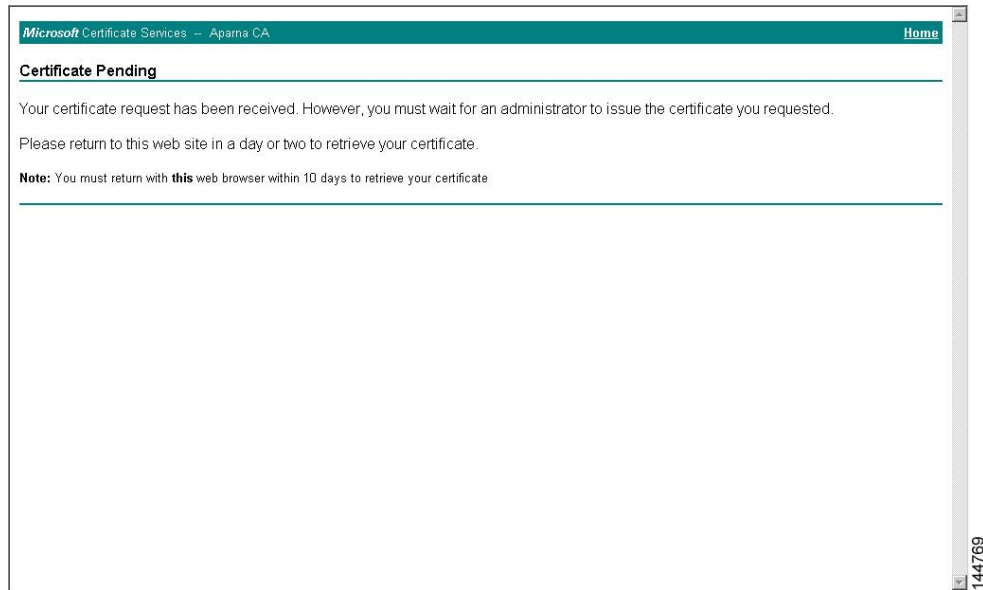 Microsoft Certificate Services -- Aparna CA Home
Certificate Pending
Your certificate request has been received. However, you must wait for an administrator to issue the certificate you requested.
Please return to this web site in a day or two to retrieve your certificate.
Note: You must return with this web browser within 10 days to retrieve your certificate
144769